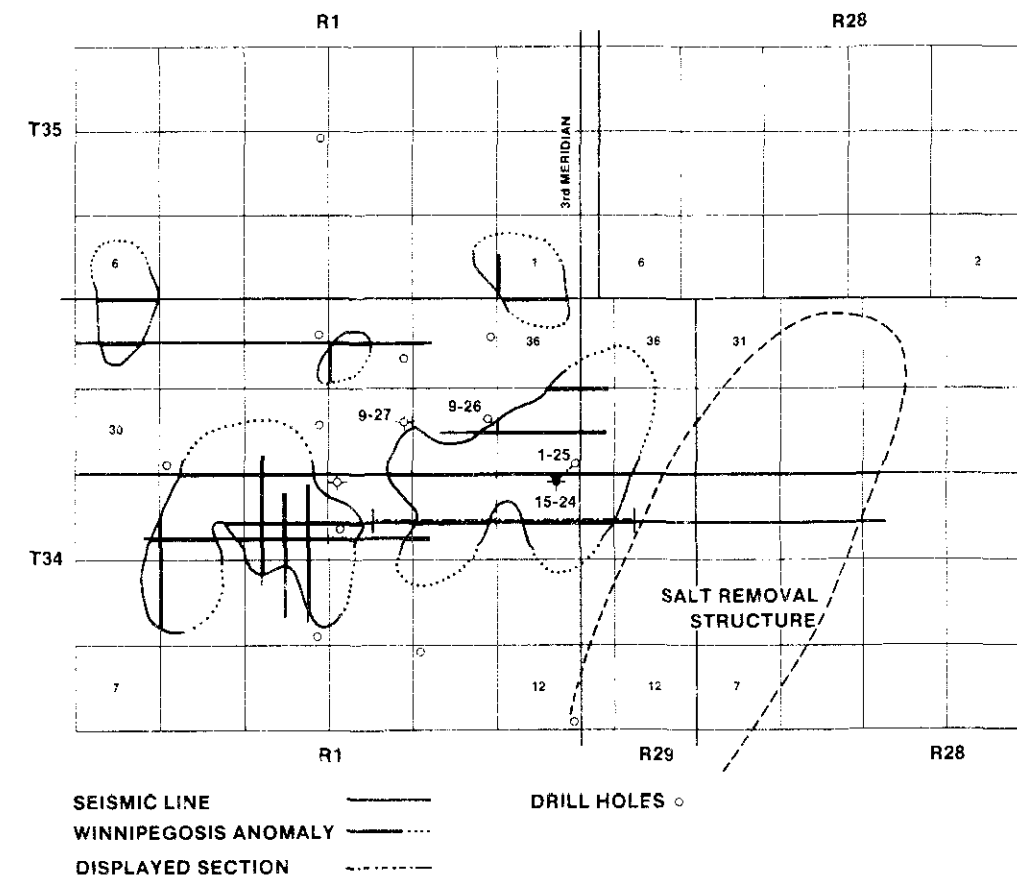 R1
R28
T35
3rd MERIDIAN
6
1
6
2
36
36
31
30
9-27
9-26
1-25
15-24
T34
SALT REMOVAL
STRUCTURE
7
12
12
7
R1
R29
R28
SEISMIC LINE
DRILL HOLES
WINNIPEGOSIS ANOMALY
DISPLAYED SECTION